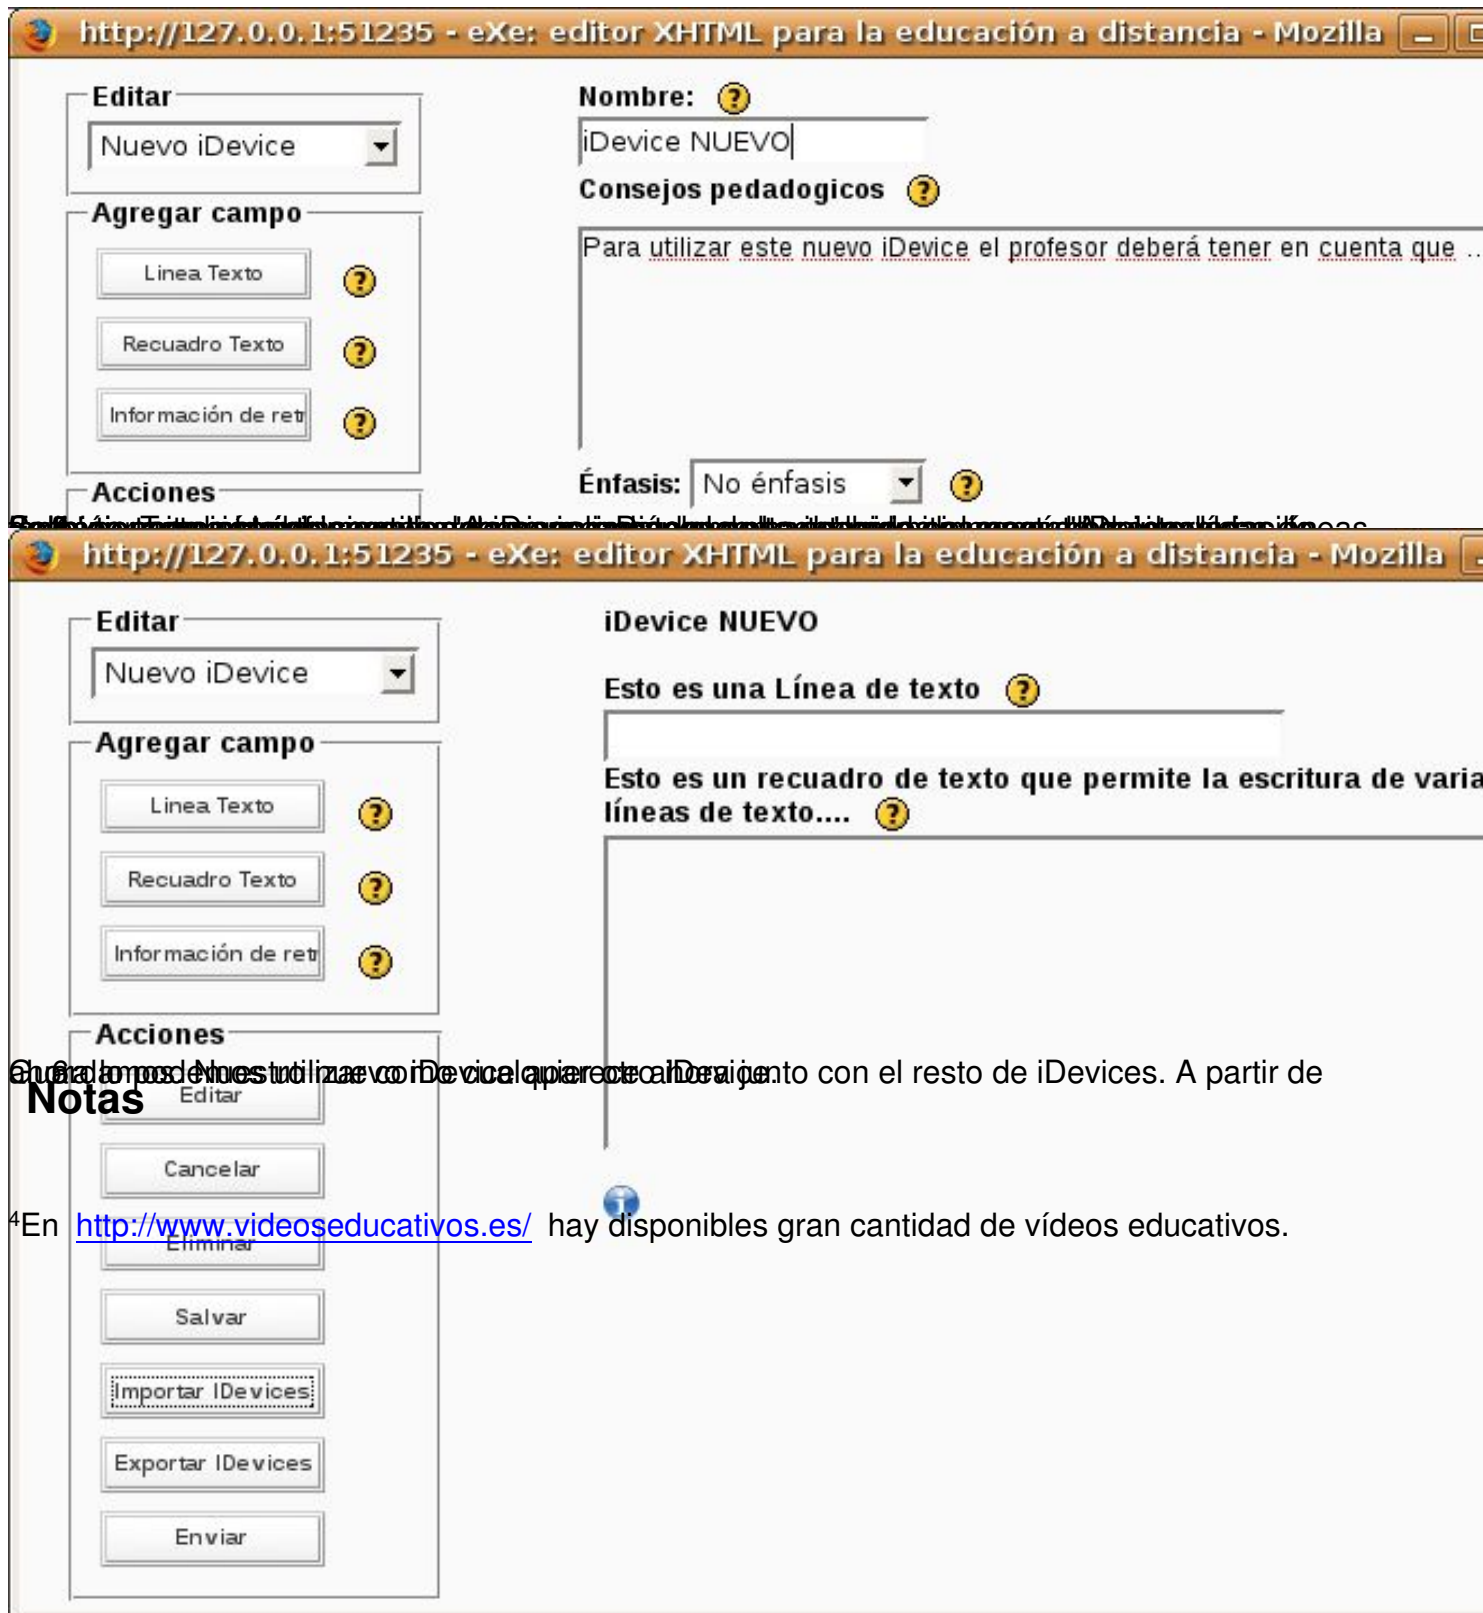 http://127.0.0.1:51235 - eXe: editor XHTML para la educación a distancia - Mozilla
Editar
Nuevo iDevice
Agregar campo
Linea Texto
Recuadro Texto
Información de retr
Acciones
Nombre:
iDevice NUEVO
Consejos pedadogicos
Para utilizar este nuevo iDevice el profesor deberá tener en cuenta que ...
Énfasis: No énfasis
http://127.0.0.1:51235 - eXe: editor XHTML para la educación a distancia - Mozilla
Editar
Nuevo iDevice
Agregar campo
Linea Texto
Recuadro Texto
Información de retr
Acciones
iDevice NUEVO
Esto es una Línea de texto
Esto es un recuadro de texto que permite la escritura de varia
líneas de texto....
junto con el resto de iDevices. A partir de
Notas
Editar
Cancelar
4En http://www.videoseducativos.es/ hay disponibles gran cantidad de vídeos educativos.
Eliminar
Salvar
Importar IDevices
Exportar IDevices
Enviar